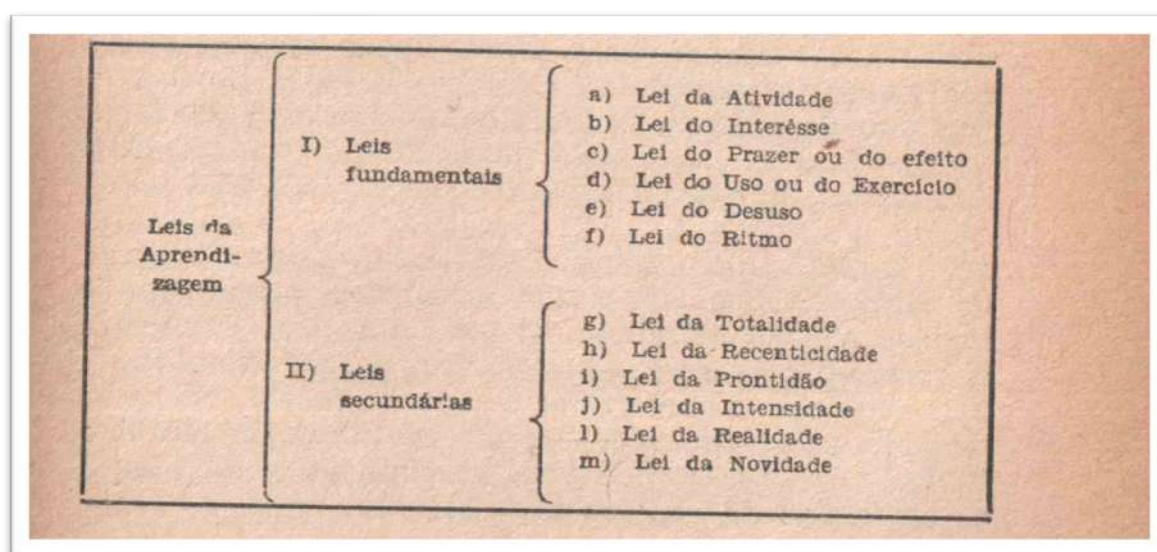 Leis da
Aprendi-
zagem
I) Leis
fundamentais
a) Lei da Atividade
b) Lei do Interêsse
c) Lei do Prazer ou do efeito
d) Lei do Uso ou do Exercício
e) Lei do Desuso
f) Lei do Ritmo
II) Leis
secundárias
g) Lei da Totalidade
h) Lei da Recenticidade
i) Lei da Prontidão
j) Lei da Intensidade
l) Lei da Realidade
m) Lei da Novidade